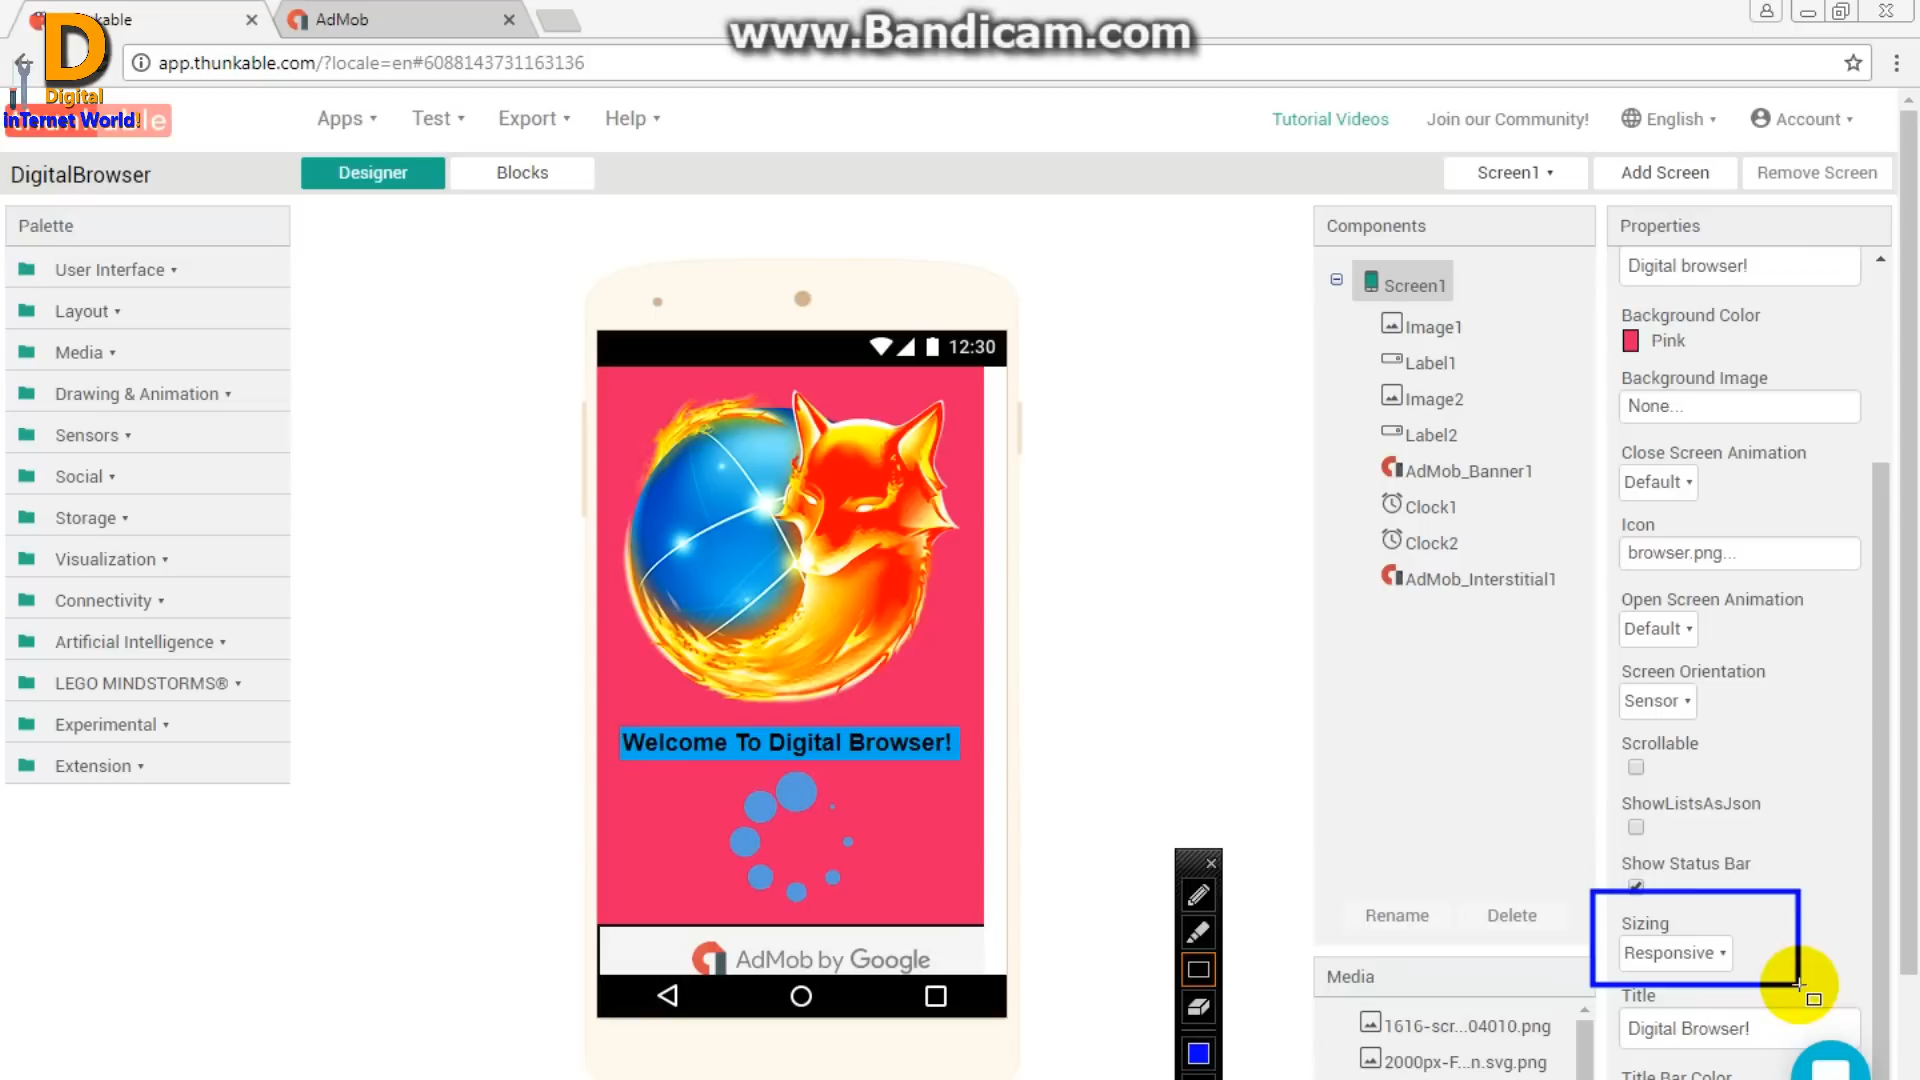 AdMob
www.Bandicam.com
app.thunkable.com/?locale=en#6088143731163136
D
Digital
inTernet World!
Apps
Test
Export
Help
Tutorial Videos
Join our Community!
English
Account
DigitalBrowser
Designer
Blocks
Screen1
Add Screen
Remove Screen
Palette
User Interface
Layout
Media
Drawing & Animation
Sensors
Social
Storage
Visualization
Connectivity
Artificial Intelligence
LEGO MINDSTORMS®
Experimental
Extension
12:30
Welcome To Digital Browser!
AdMob by Google
Components
Screen1
Image1
Label1
Image2
Label2
AdMob_Banner1
Clock1
Clock2
AdMob_Interstitial1
Rename
Delete
Media
1616-scr...04010.png
2000px-F...n.svg.png
Properties
Digital browser!
Background Color
Pink
Background Image
None...
Close Screen Animation
Default
Icon
browser.png...
Open Screen Animation
Default
Screen Orientation
Sensor
Scrollable
ShowListsAsJson
Show Status Bar
Sizing
Responsive
Title
Digital Browser!
Title Bar Color